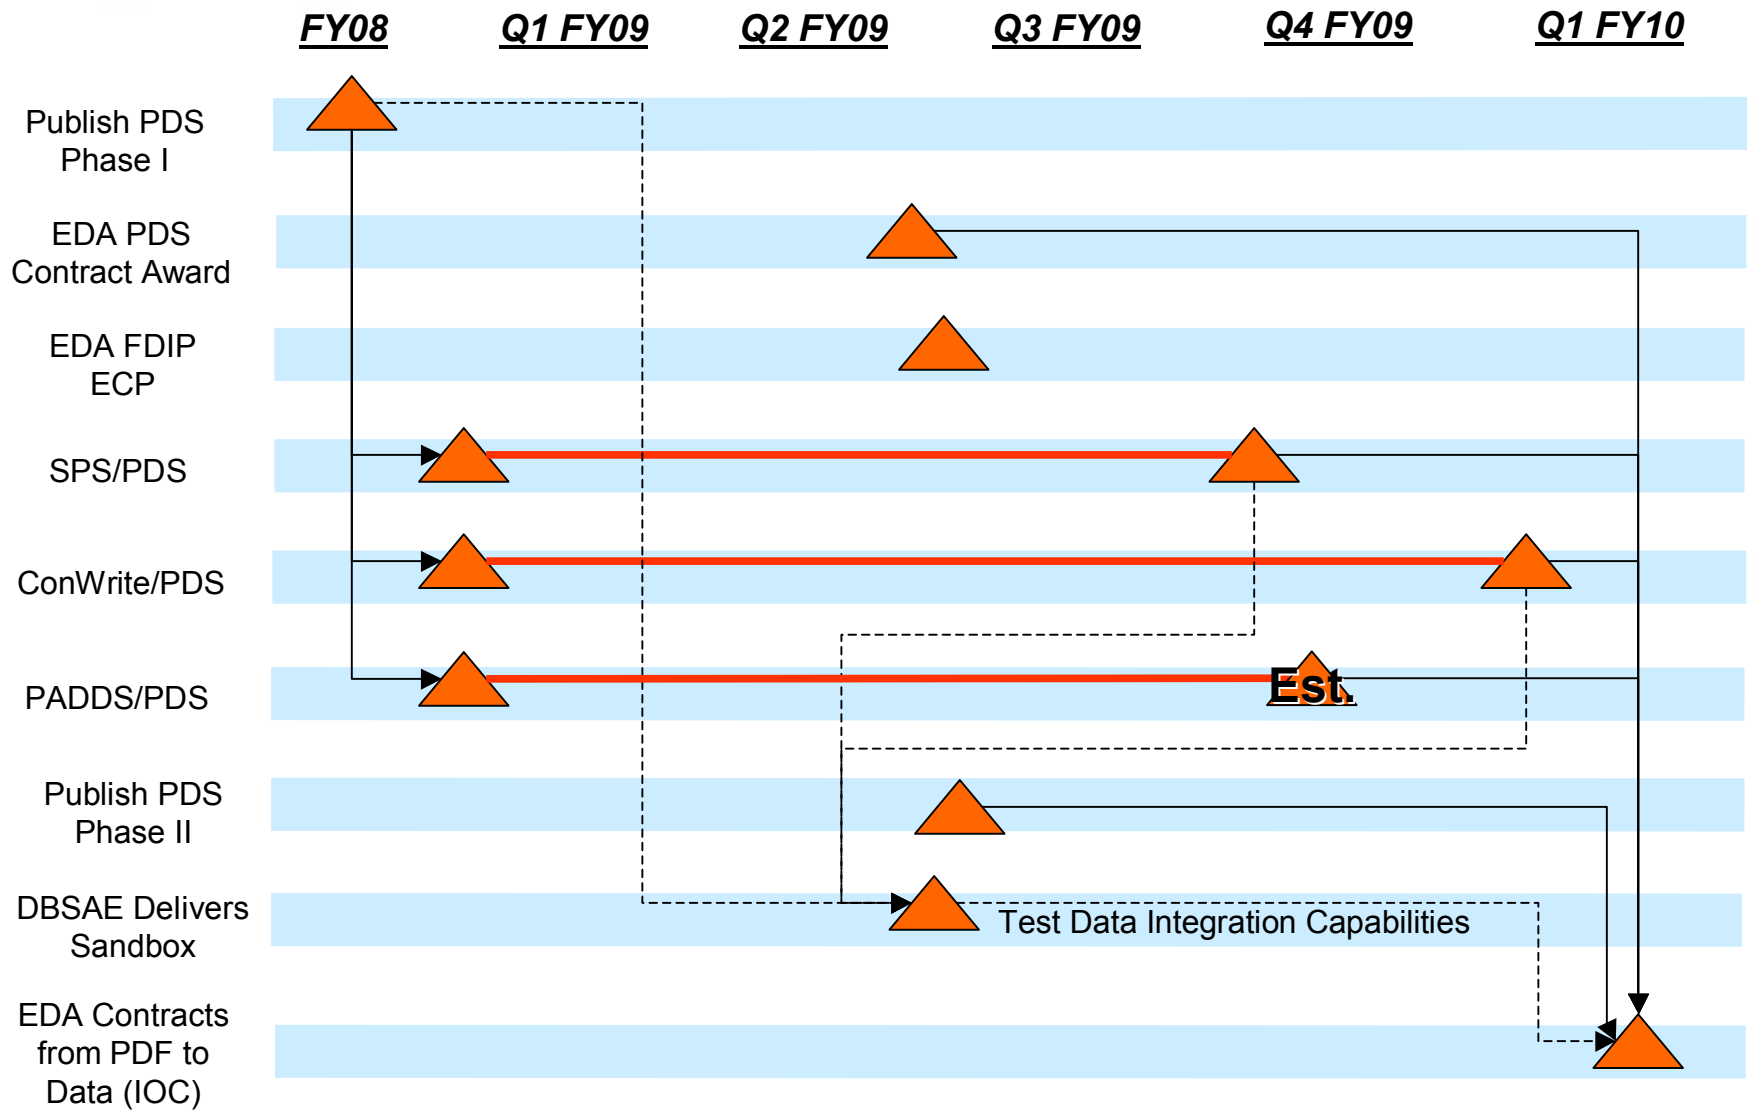 FY08 Q1 FY09 Q2 FY09 Q3 FY09 Q4 FY09 Q1 FY10
Publish PDS
Phase I
EDA PDS
Contract Award
EDA FDIP
ECP
SPS/PDS
ConWrite/PDS
PADDS/PDS
Est.
Publish PDS
Phase II
DBSAE Delivers
Sandbox
Test Data Integration Capabilities
EDA Contracts
from PDF to
Data (IOC)